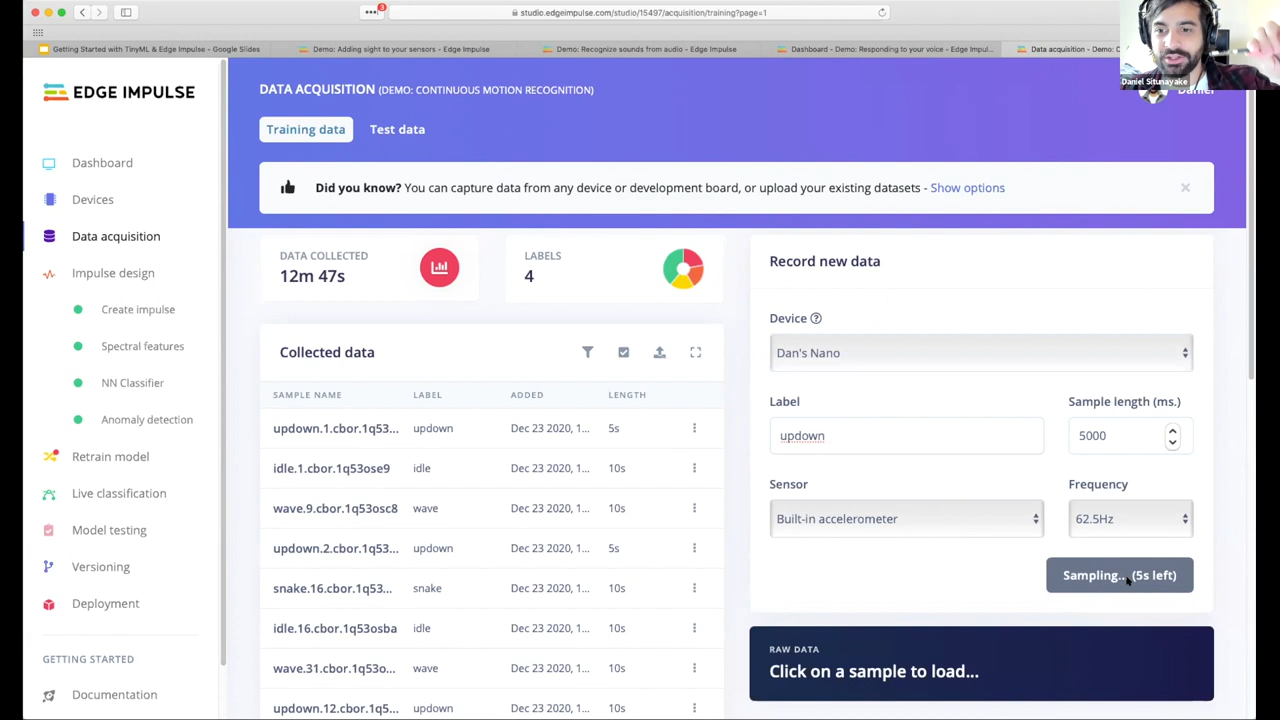 studio.edgeimpulse.com/studio/15497/acquisition/training?page=1
3
Getting Started with TinyML & Edge Impulse - Google Slides
Demo: Adding sight to your sensors - Edge Impulse
Demo: Recognize sounds from audio - Edge Impulse
Dashboard - Demo: Responding to your voice - Edge Impul...
Data acquisition - Demo: C
Daniel Situnayake
EDGE IMPULSE
DATA ACQUISITION (DEMO: CONTINUOUS MOTION RECOGNITION)
Daniel
Training data
Test data
Did you know? You can capture data from any device or development board, or upload your existing datasets - Show options
Dashboard
Devices
Data acquisition
Impulse design
Create impulse
Spectral features
NN Classifier
Anomaly detection
Retrain model
Live classification
Model testing
Versioning
Deployment
GETTING STARTED
Documentation
DATA COLLECTED
12m 47s
LABELS
4
Collected data
SAMPLE NAME LABEL ADDED LENGTH
updown.1.cbor.1q53... updown Dec 23 2020, 1... 5s
idle.1.cbor.1q53ose9 idle Dec 23 2020, 1... 10s
wave.9.cbor.1q53osc8 wave Dec 23 2020, 1... 10s
updown.2.cbor.1q53... updown Dec 23 2020, 1... 5s
snake.16.cbor.1q53... snake Dec 23 2020, 1... 10s
idle.16.cbor.1q53osba idle Dec 23 2020, 1... 10s
wave.31.cbor.1q53o... wave Dec 23 2020, 1... 10s
updown.12.cbor.1q53... updown Dec 23 2020, 1... 10s
Record new data
Device
Dan's Nano
Label
updown
Sample length (ms.)
5000
Sensor
Built-in accelerometer
Frequency
62.5Hz
Sampling... (5s left)
RAW DATA
Click on a sample to load...